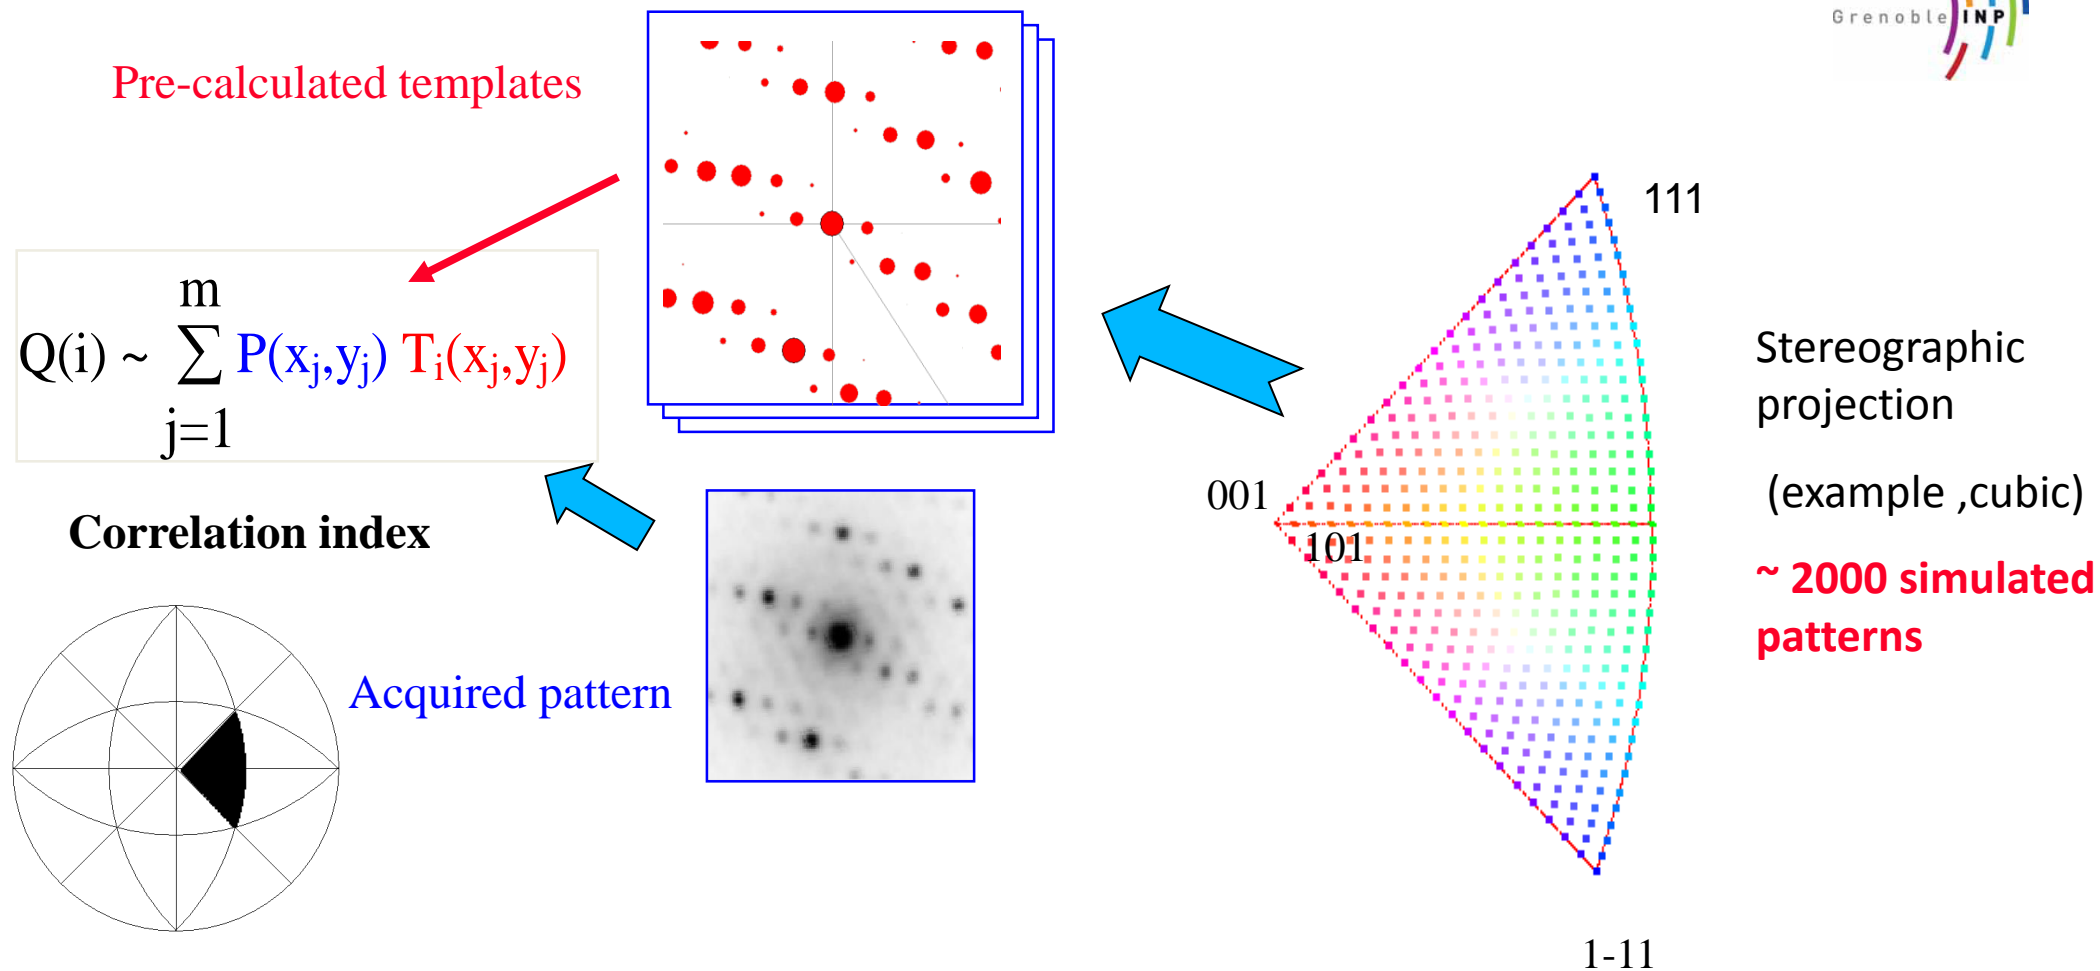 Grenoble INP
Pre-calculated templates
111
m
Q(i) ~ ∑ P(xj,yj) Ti(xj,yj)
j=1
Stereographic
projection
001
(example ,cubic)
Correlation index
101
~ 2000 simulated
patterns
Acquired pattern
1-11